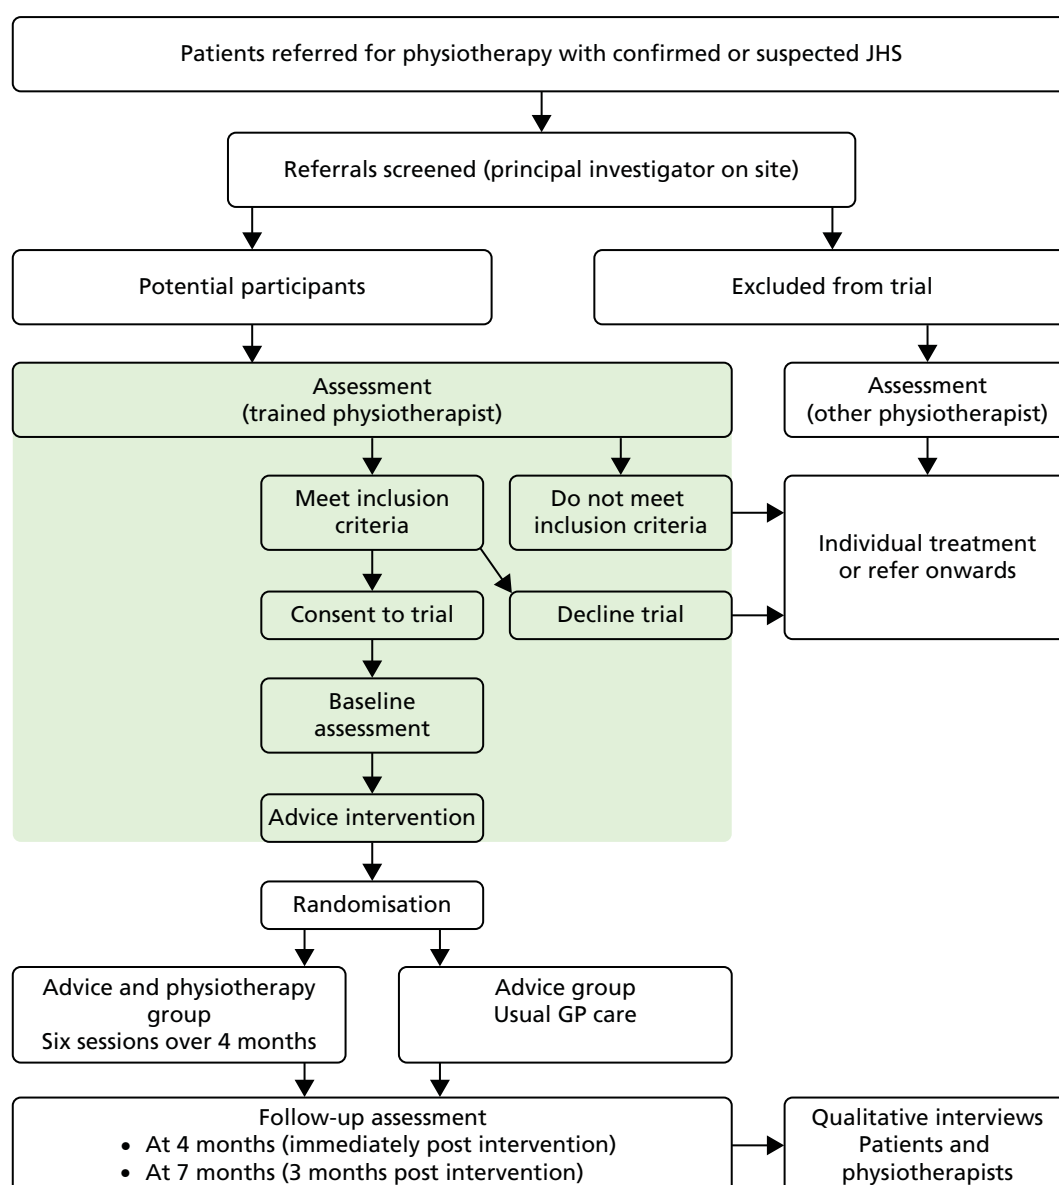 Patients referred for physiotherapy with confirmed or suspected JHS
Referrals screened (principal investigator on site)
Potential participants
Excluded from trial
Assessment
(trained physiotherapist)
Assessment
(other physiotherapist)
Meet inclusion
criteria
Do not meet
inclusion criteria
Individual treatment
or refer onwards
Consent to trial
Decline trial
Baseline
assessment
Advice intervention
Randomisation
Advice and physiotherapy
group
Six sessions over 4 months
Advice group
Usual GP care
Follow-up assessment
• At 4 months (immediately post intervention)
• At 7 months (3 months post intervention)
Qualitative interviews
Patients and
physiotherapists